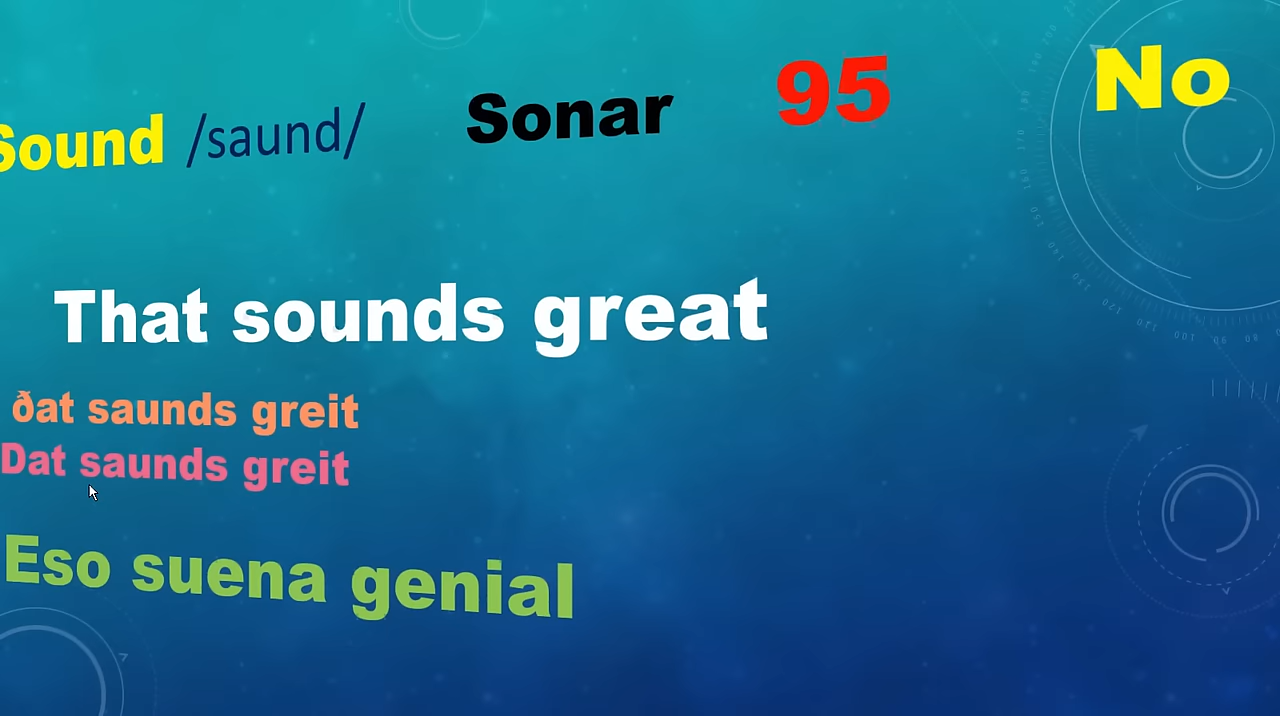 Sound /saund/ Sonar 95 No
That sounds great
ðat saunds greit
Dat saunds greit
Eso suena genial